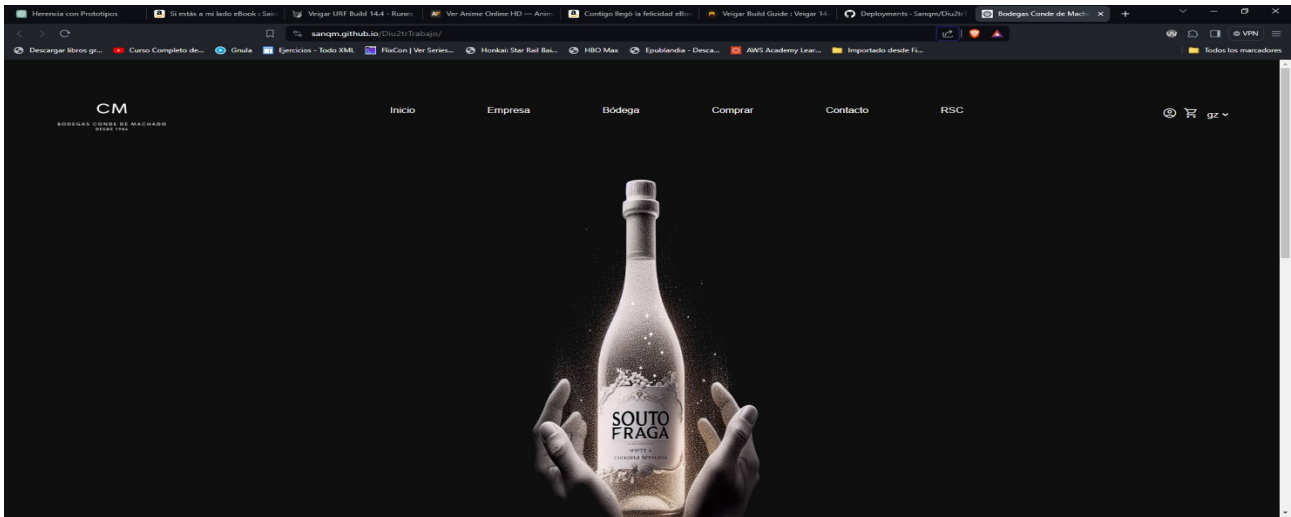 Herencia con Prototipos
Si estás a mi lado eBook : Sain
Veigar URF Build 14.4 - Runes
Ver Anime Online HD — Anim
Contigo llegó la felicidad eBo
Veigar Build Guide : Veigar 14
Deployments · Sanqm/Diu2tr
Bodegas Conde de Mach
sanqm.github.io/Diu2trTrabajo/
VPN
Descargar libros gr...
Curso Completo de...
Gnula
Ejercicios - Todo XML
FlixCon | Ver Series...
Honkai: Star Rail Bai...
HBO Max
Epublandia - Desca...
AWS Academy Lear...
Importado desde Fi...
Todos los marcadores
CM
BODEGAS CONDE DE MACHADO
DESDE 1986
Inicio
Empresa
Bódega
Comprar
Contacto
RSC
gz
SOUTO
FRAGA